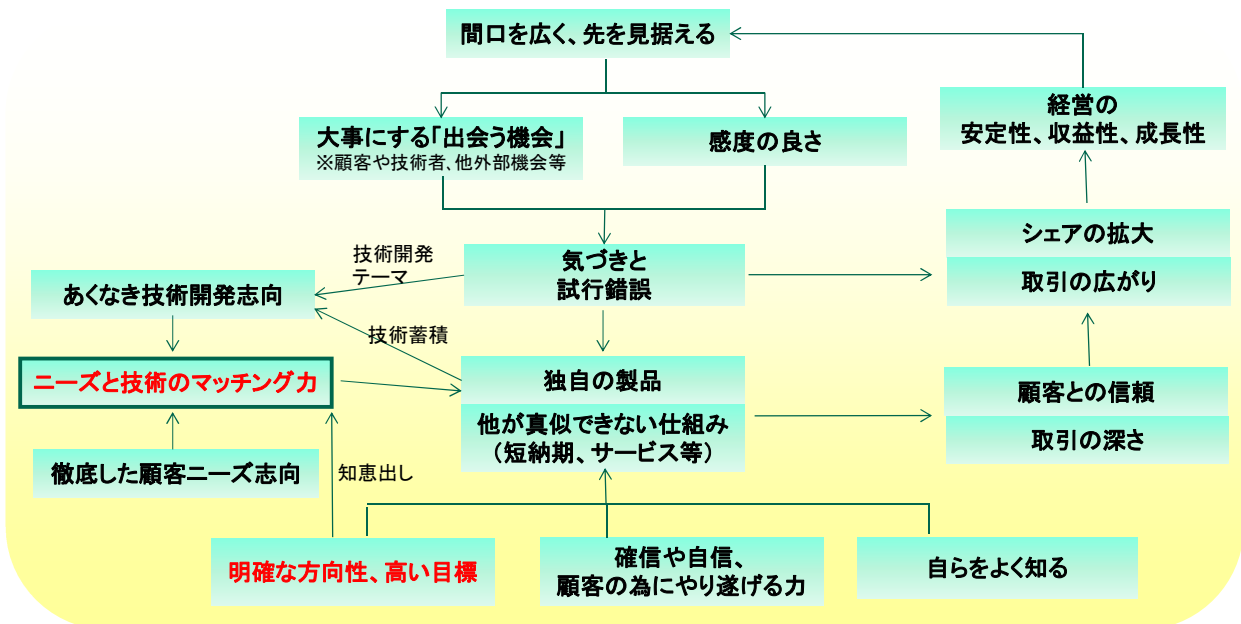 間口を広く、先を見据える
経営の
安定性、収益性、成長性
大事にする「出会う機会」
※顧客や技術者、他外部機会等
感度の良さ
シェアの拡大
取引の広がり
技術開発
テーマ
気づきと
試行錯誤
あくなき技術開発志向
技術蓄積
ニーズと技術のマッチング力
独自の製品
他が真似できない仕組み
（短納期、サービス等）
顧客との信頼
取引の深さ
徹底した顧客ニーズ志向
知恵出し
明確な方向性、高い目標
確信や自信、
顧客の為にやり遂げる力
自らをよく知る